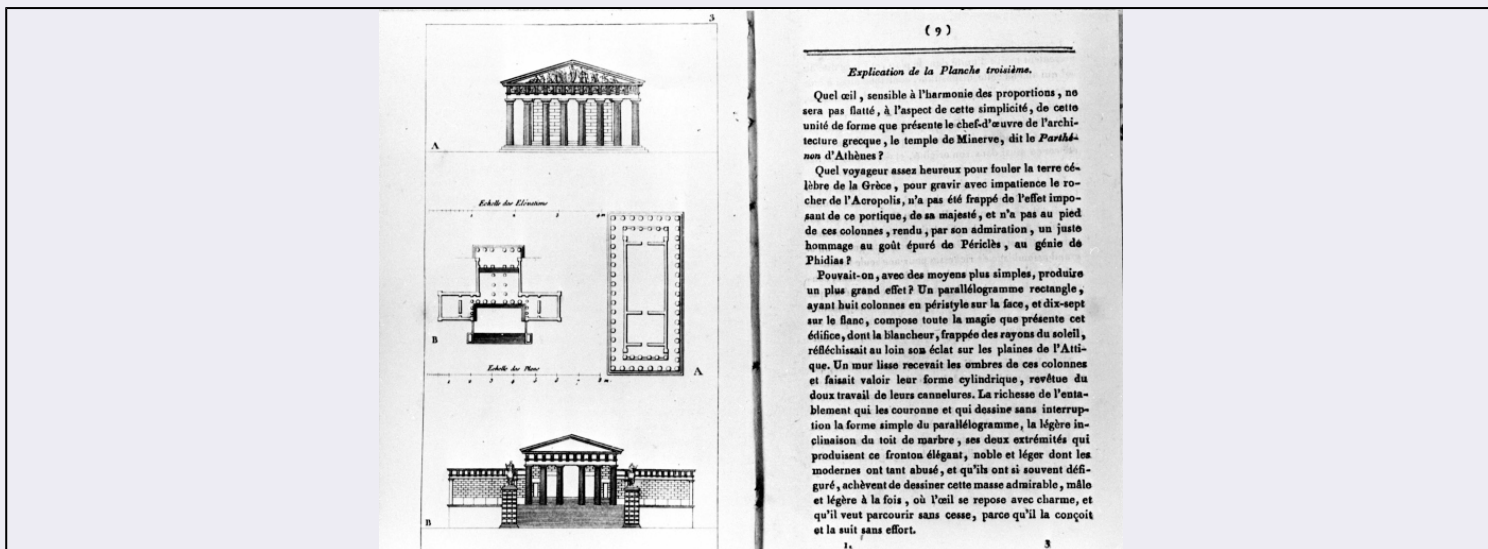 3
A
Echelle des Elévations
B
A
Echelle des Plans
B
( 9 )
Explication de la Planche troisième.
Quel œil, sensible à l'harmonie des proportions, ne
sera pas flatté, à l'aspect de cette simplicité, de cette
unité de forme que présente le chef-d'œuvre de l'archi-
tecture grecque, le temple de Minerve, dit le Parthé-
non d'Athènes ?
Quel voyageur assez heureux pour fouler la terre cé-
lèbre de la Grèce, pour gravir avec impatience le ro-
cher de l'Acropolis, n'a pas été frappé de l'effet impo-
sant de ce portique, de sa majesté, et n'a pas au pied
de ces colonnes, rendu, par son admiration, un juste
hommage au goût épuré de Périclès, au génie de
Phidias ?
Pouvait-on, avec des moyens plus simples, produire
un plus grand effet? Un parallélogramme rectangle,
ayant huit colonnes en péristyle sur la face, et dix-sept
sur le flanc, compose toute la magie que présente cet
édifice, dont la blancheur, frappée des rayons du soleil,
réfléchissait au loin son éclat sur les plaines de l'Atti-
que. Un mur lisse recevait les ombres de ces colonnes
et faisait valoir leur forme cylindrique, revêtue du
doux travail de leurs cannelures. La richesse de l'enta-
blement qui les couronne et qui dessine sans interrup-
tion la forme simple du parallélogramme, la légère in-
clinaison du toit de marbre, ses deux extrémités qui
produisent ce fronton élégant, noble et léger dont les
modernes ont tant abusé, et qu'ils ont si souvent défi-
guré, achèvent de dessiner cette masse admirable, mâle
et légère à la fois, où l'œil se repose avec charme, et
qu'il veut parcourir sans cesse, parce qu'il la conçoit
et la suit sans effort.
1. 3